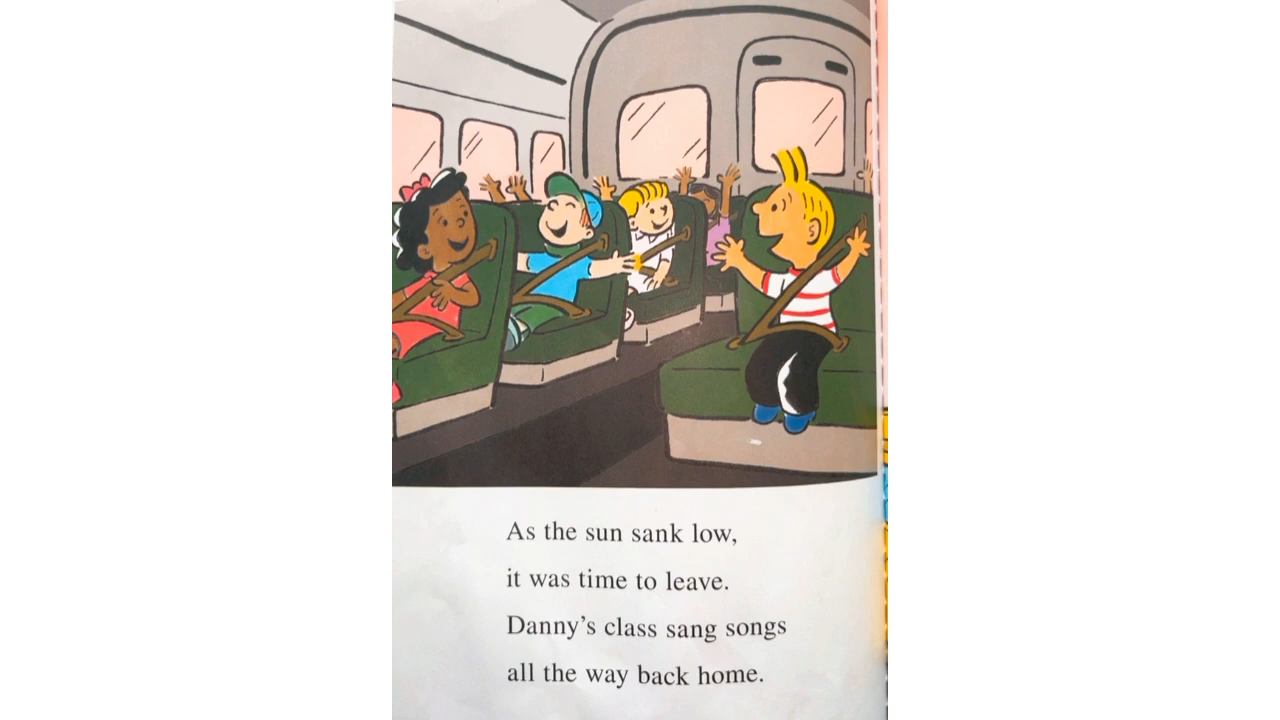 As the sun sank low,
it was time to leave.
Danny’s class sang songs
all the way back home.